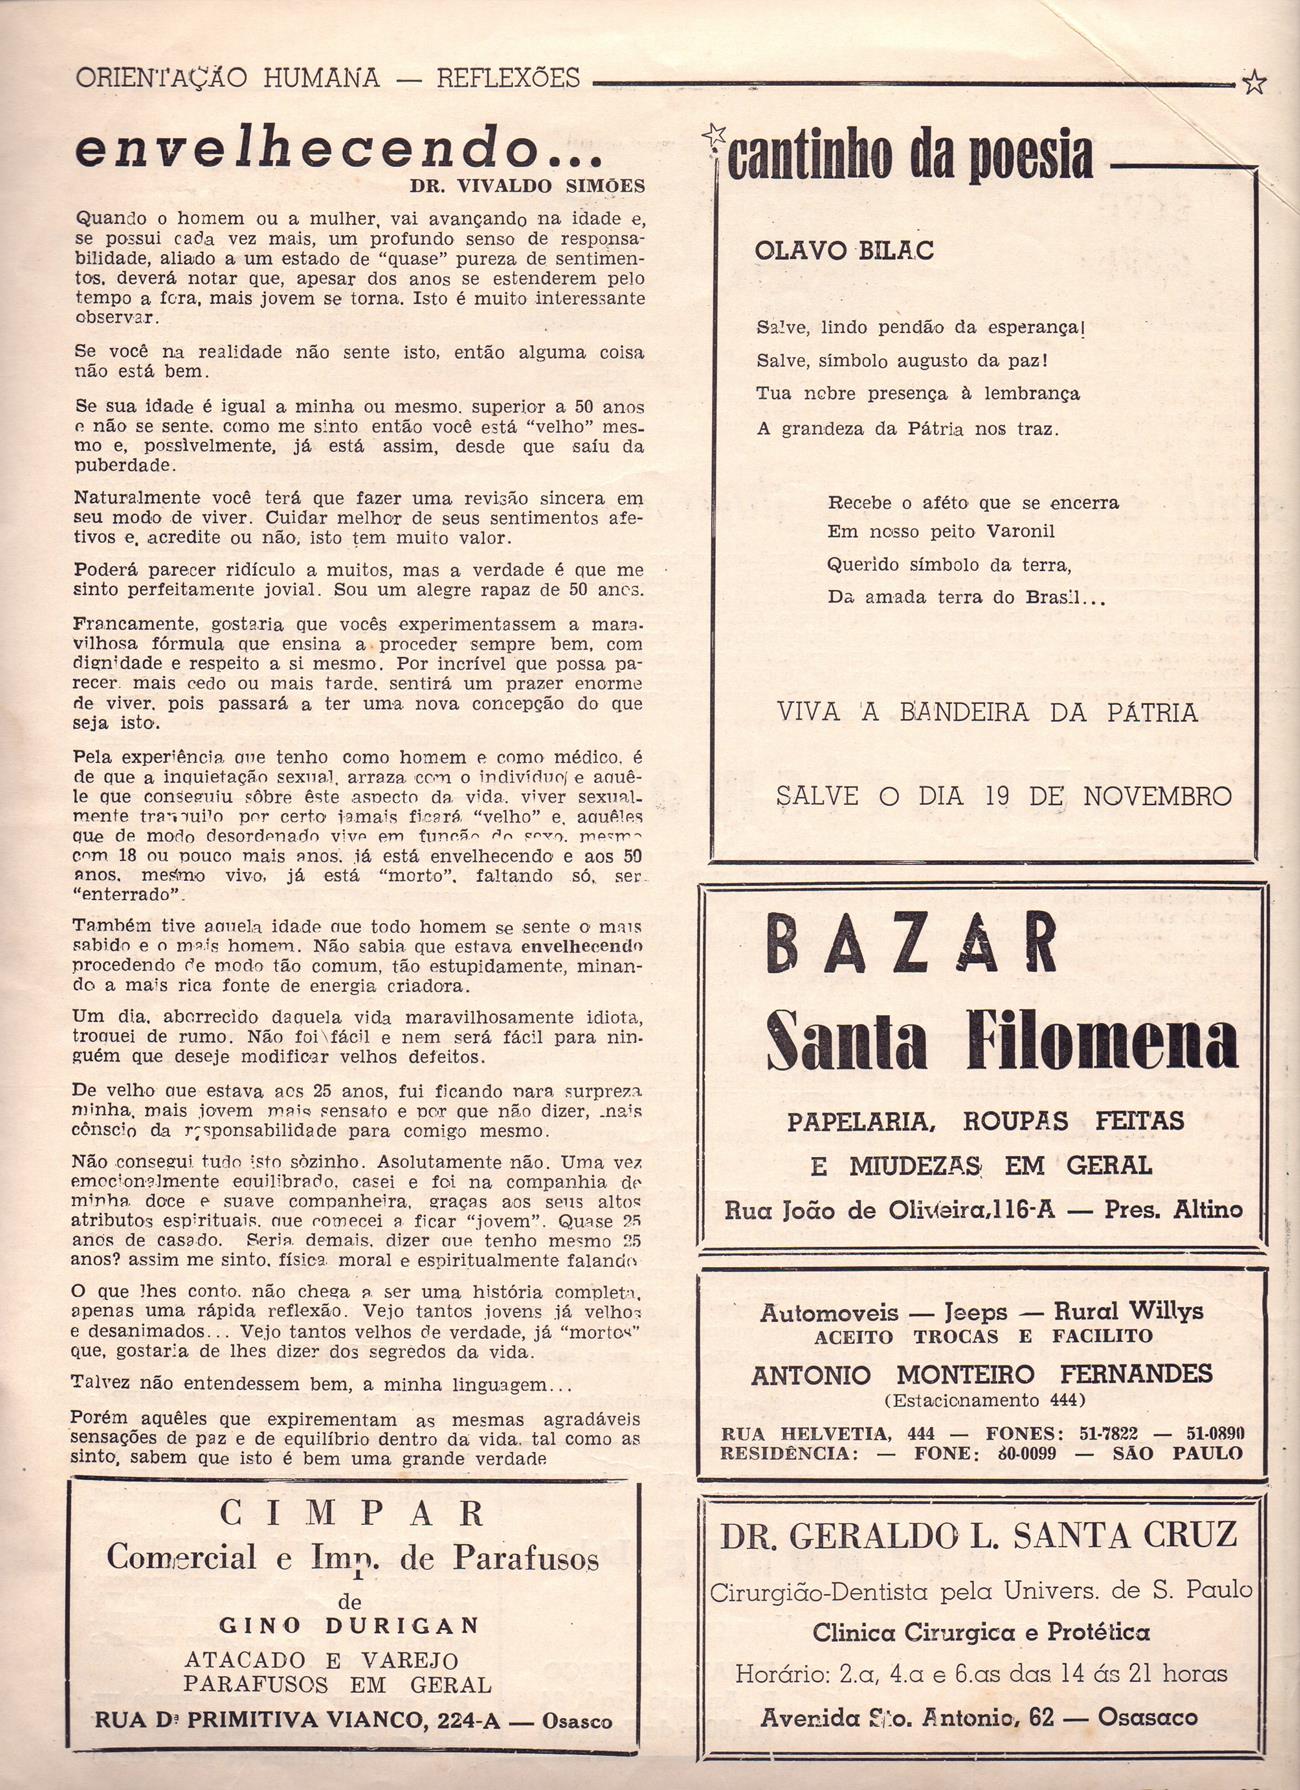 ORIENTAÇÃO HUMANA — REFLEXÕES
envelhecendo...
DR. VIVALDO SIMÕES
Quando o homem ou a mulher, vai avançando na idade e,
se possui cada vez mais, um profundo senso de responsa-
bilidade, aliado a um estado de "quase" pureza de sentimen-
tos, deverá notar que, apesar dos anos se estenderem pelo
tempo a fora, mais jovem se torna. Isto é muito interessante
observar.
Se você na realidade não sente isto, então alguma coisa
não está bem.
Se sua idade é igual a minha ou mesmo. superior a 50 anos
e não se sente. como me sinto então você está "velho" mes-
mo e, possìvelmente, já está assim, desde que saíu da
puberdade.
Naturalmente você terá que fazer uma revisão sincera em
seu modo de viver. Cuidar melhor de seus sentimentos afe-
tivos e, acredite ou não, isto tem muito valor.
Poderá parecer ridículo a muitos, mas a verdade é que me
sinto perfeitamente jovial. Sou um alegre rapaz de 50 anos.
Francamente, gostaria que vocês experimentassem a mara-
vilhosa fórmula que ensina a proceder sempre bem, com
dignidade e respeito a si mesmo. Por incrível que possa pa-
recer. mais cedo ou mais tarde. sentirá um prazer enorme
de viver. pois passará a ter uma nova concepção do que
seja isto.
Pela experiência que tenho como homem e como médico. é
de que a inquietação sexual. arraza com o indivíduo e aquê-
le que conseguiu sôbre êste aspecto da vida. viver sexual-
mente tranquilo por certo jamais ficará "velho" e. aquêles
que de modo desordenado vive em função do sexo. mesmo
com 18 ou pouco mais anos. já está envelhecendo e aos 50
anos. mesmo vivo, já está "morto". faltando só, ser
"enterrado".
Também tive aquela idade que todo homem se sente o mais
sabido e o mais homem. Não sabia que estava envelhecendo
procedendo de modo tão comum, tão estupidamente, minan-
do a mais rica fonte de energia criadora.
Um dia. aborrecido daquela vida maravilhosamente idiota,
troquei de rumo. Não foi fácil e nem será fácil para nin-
guém que deseje modificar velhos defeitos.
De velho que estava aos 25 anos, fui ficando para surpreza
minha, mais jovem mais sensato e por que não dizer, mais
cônscio da responsabilidade para comigo mesmo.
Não consegui tudo isto sòzinho. Asolutamente não. Uma vez
emocionalmente equilibrado, casei e foi na companhia de
minha doce e suave companheira, graças aos seus altos
atributos espirituais. que comecei a ficar "jovem". Quase 25
anos de casado. Seria demais. dizer que tenho mesmo 25
anos? assim me sinto. física moral e espiritualmente falando
O que lhes conto. não chega a ser uma história completa,
apenas uma rápida reflexão. Vejo tantos jovens já velhos
e desanimados... Vejo tantos velhos de verdade, já "mortos"
que, gostaria de lhes dizer dos segredos da vida.
Talvez não entendessem bem, a minha linguagem...
Porém aquêles que expirementam as mesmas agradáveis
sensações de paz e de equilíbrio dentro da vida. tal como as
sinto, sabem que isto é bem uma grande verdade
CIMPAR
Comercial e Imp. de Parafusos
de
GINO DURIGAN
ATACADO E VAREJO
PARAFUSOS EM GERAL
RUA Dª PRIMITIVA VIANCO, 224-A — Osasco
cantinho da poesia
OLAVO BILAC
Salve, lindo pendão da esperança!
Salve, símbolo augusto da paz!
Tua nobre presença à lembrança
A grandeza da Pátria nos traz.
Recebe o aféto que se encerra
Em nosso peito Varonil
Querido símbolo da terra,
Da amada terra do Brasil...
VIVA A BANDEIRA DA PÁTRIA
SALVE O DIA 19 DE NOVEMBRO
BAZAR
Santa Filomena
PAPELARIA, ROUPAS FEITAS
E MIUDEZAS EM GERAL
Rua João de Oliveira,116-A — Pres. Altino
Automoveis — Jeeps — Rural Willys
ACEITO TROCAS E FACILITO
ANTONIO MONTEIRO FERNANDES
(Estacionamento 444)
RUA HELVETIA, 444 — FONES: 51-7822 — 51-0890
RESIDÊNCIA: — FONE: 80-0099 — SÃO PAULO
DR. GERALDO L. SANTA CRUZ
Cirurgião-Dentista pela Univers. de S. Paulo
Clinica Cirurgica e Protética
Horário: 2.a, 4.a e 6.as das 14 ás 21 horas
Avenida Sto. Antonio, 62 — Osasaco